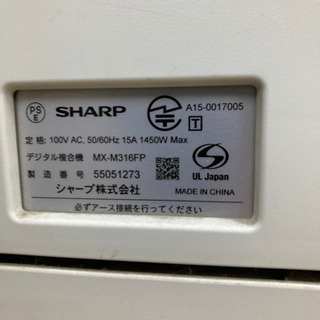 PS
E
SHARP
A15-0017005
T
定格: 100V AC, 50/60Hz 15A 1450W Max
デジタル複合機 MX-M316FP
製造番号 55051273
UL Japan
シャープ株式会社
MADE IN CHINA
必ずアース接続を行ってください